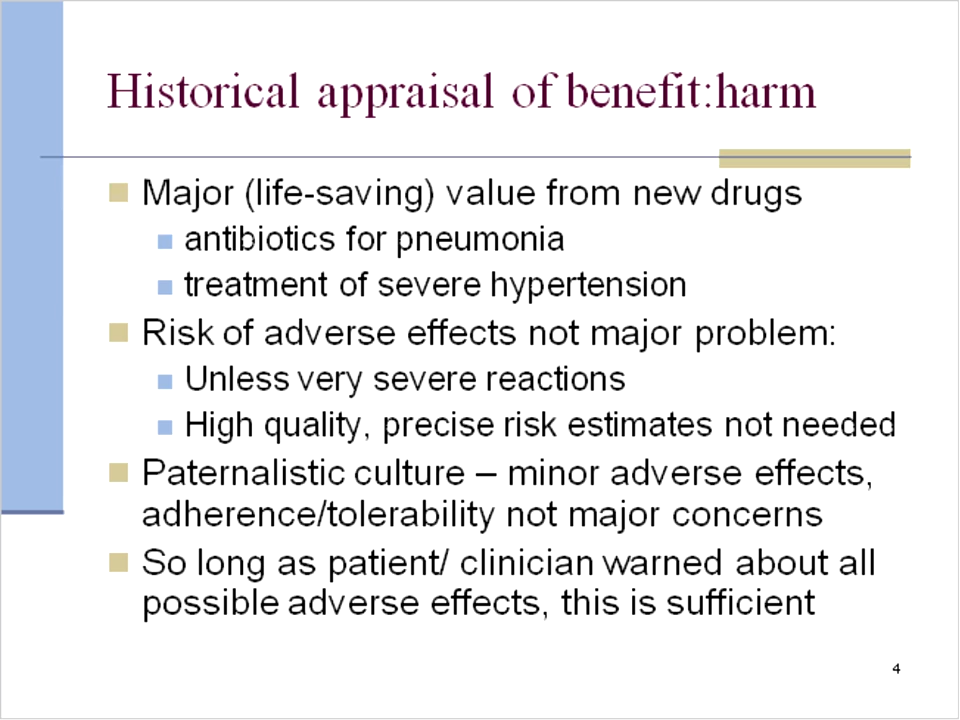 Historical appraisal of benefit:harm
Major (life-saving) value from new drugs
antibiotics for pneumonia
treatment of severe hypertension
Risk of adverse effects not major problem:
Unless very severe reactions
High quality, precise risk estimates not needed
Paternalistic culture – minor adverse effects,
adherence/tolerability not major concerns
So long as patient/ clinician warned about all
possible adverse effects, this is sufficient
4